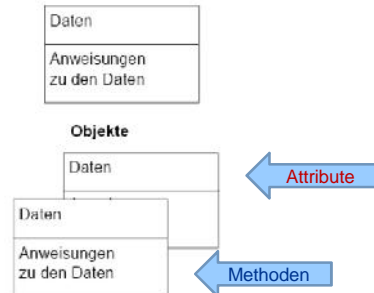 Daten
Anweisungen
zu den Daten
Objekte
Daten
Attribute
Daten
Anweisungen
zu den Daten
Methoden